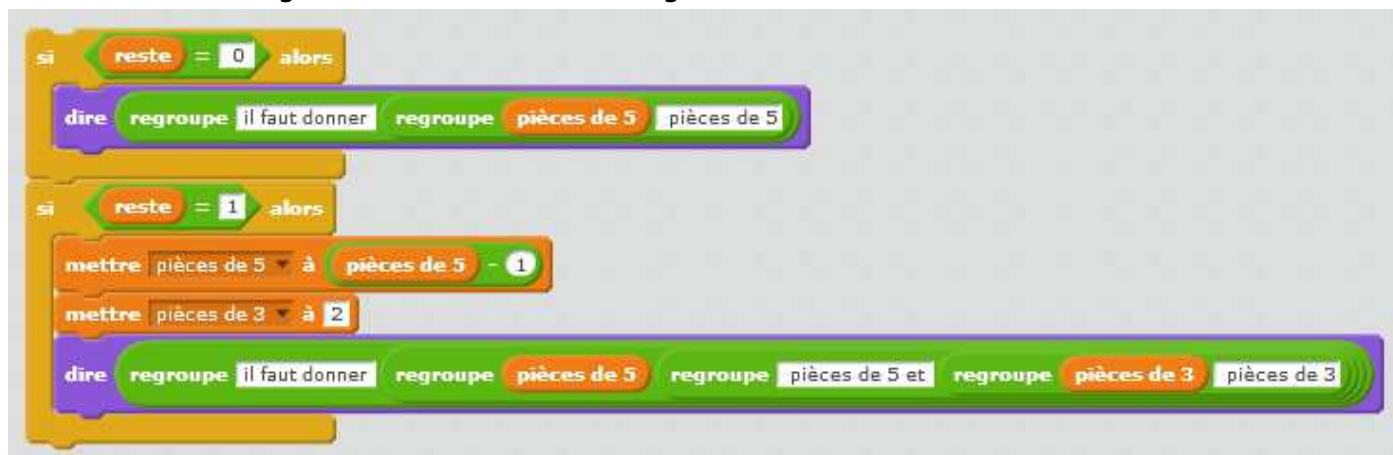 si reste = 0 alors
dire regroupe il faut donner regroupe pièces de 5 pièces de 5
si reste = 1 alors
mettre pièces de 5 à pièces de 5 - 1
mettre pièces de 3 à 2
dire regroupe il faut donner regroupe pièces de 5 regroupe pièces de 5 et regroupe pièces de 3 pièces de 3